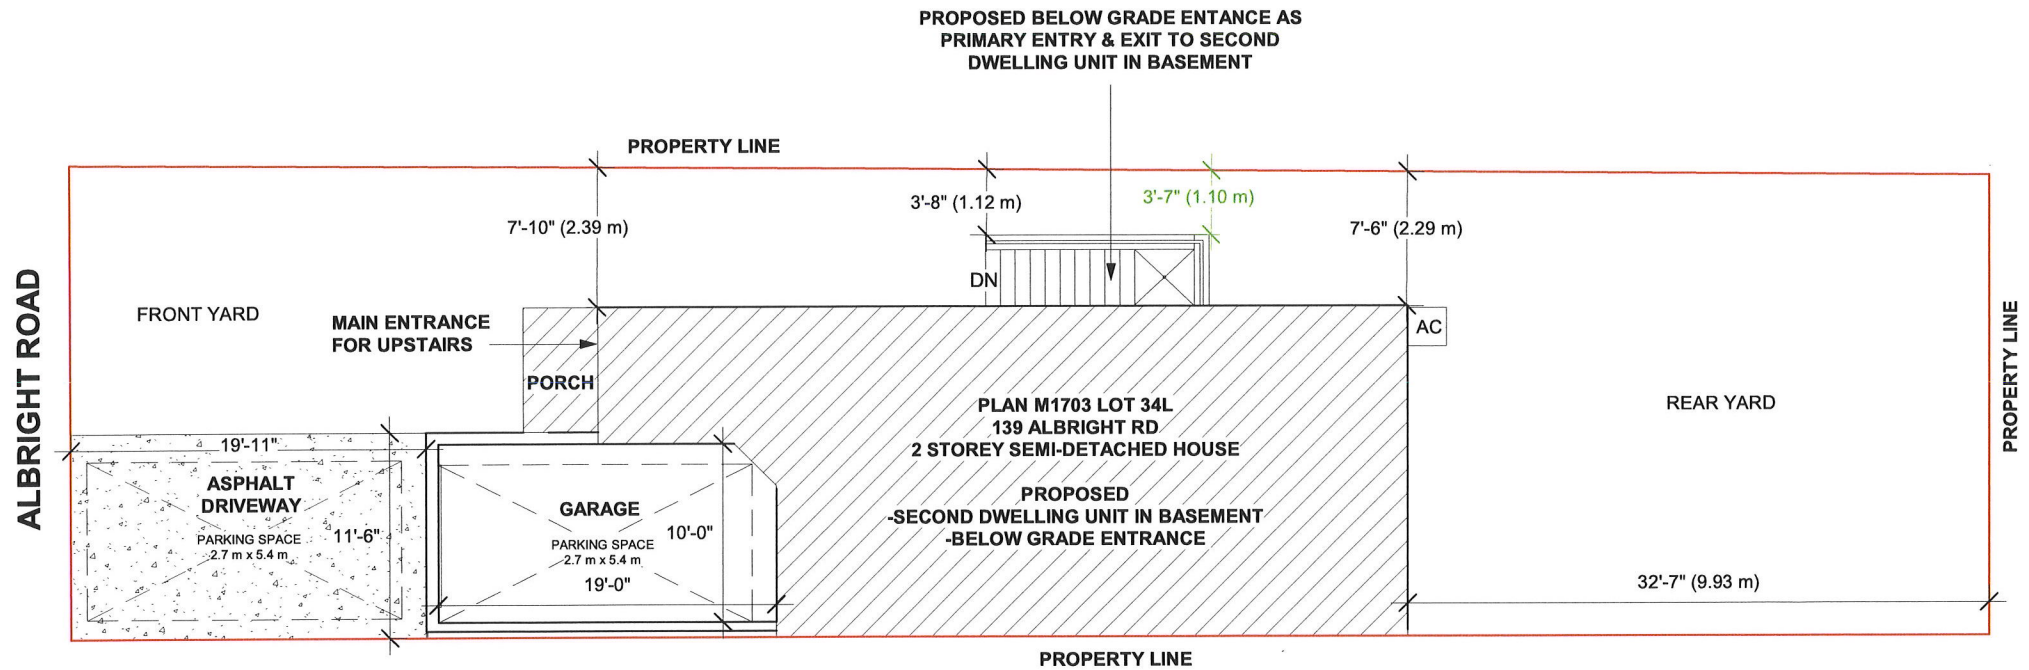 PROPOSED BELOW GRADE ENTANCE AS
PRIMARY ENTRY & EXIT TO SECOND
DWELLING UNIT IN BASEMENT
PROPERTY LINE
3'-8" (1.12 m)
3'-7" (1.10 m)
7'-10" (2.39 m)
7'-6" (2.29 m)
DN
ALBRIGHT ROAD
FRONT YARD
MAIN ENTRANCE
FOR UPSTAIRS
AC
PORCH
PROPERTY LINE
PLAN M1703 LOT 34L
139 ALBRIGHT RD
2 STOREY SEMI-DETACHED HOUSE
REAR YARD
19'-11"
ASPHALT
DRIVEWAY
PARKING SPACE
2.7 m x 5.4 m
11'-6"
GARAGE
PARKING SPACE
2.7 m x 5.4 m
10'-0"
19'-0"
PROPOSED
-SECOND DWELLING UNIT IN BASEMENT
-BELOW GRADE ENTRANCE
32'-7" (9.93 m)
PROPERTY LINE